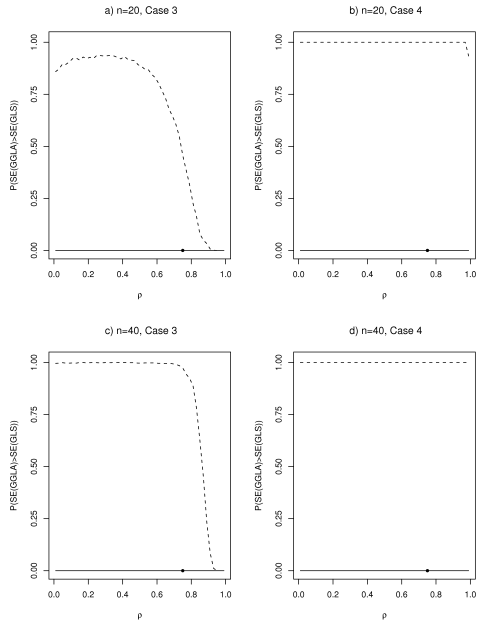 a) n=20, Case 3
P(SE(GGLA)>SE(GLS))
1.00
0.75
0.50
0.25
0.00
0.0 0.2 0.4 0.6 0.8 1.0
ρ
b) n=20, Case 4
P(SE(GGLA)>SE(GLS))
1.00
0.75
0.50
0.25
0.00
0.0 0.2 0.4 0.6 0.8 1.0
ρ
c) n=40, Case 3
P(SE(GGLA)>SE(GLS))
1.00
0.75
0.50
0.25
0.00
0.0 0.2 0.4 0.6 0.8 1.0
ρ
d) n=40, Case 4
P(SE(GGLA)>SE(GLS))
1.00
0.75
0.50
0.25
0.00
0.0 0.2 0.4 0.6 0.8 1.0
ρ